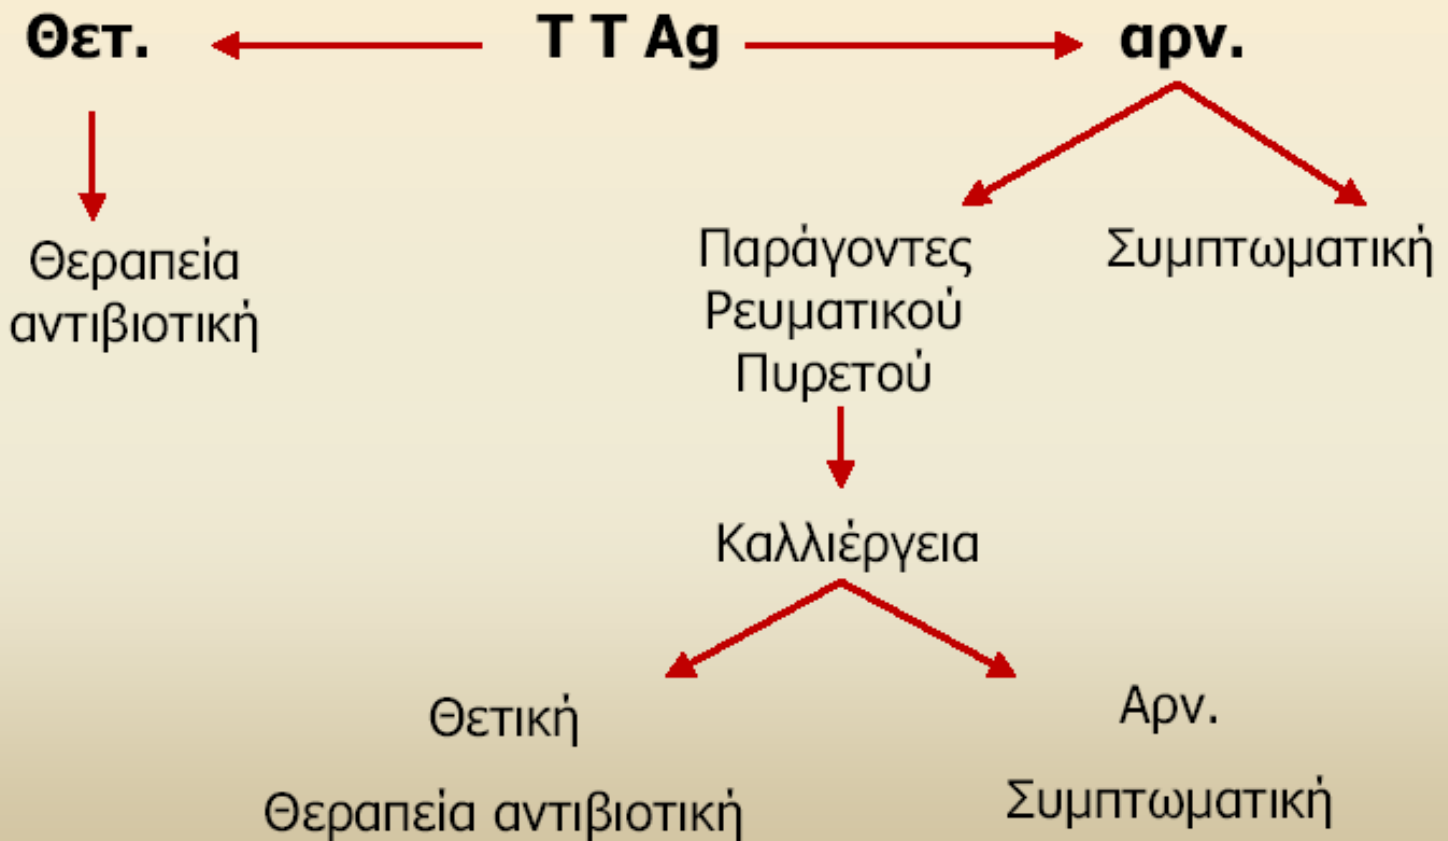 Θετ. T T Ag αρν.
Θεραπεία
αντιβιοτική
Παράγοντες
Ρευματικού
Πυρετού
Συμπτωματική
Καλλιέργεια
Θετική
Θεραπεία αντιβιοτική
Αρν.
Συμπτωματική